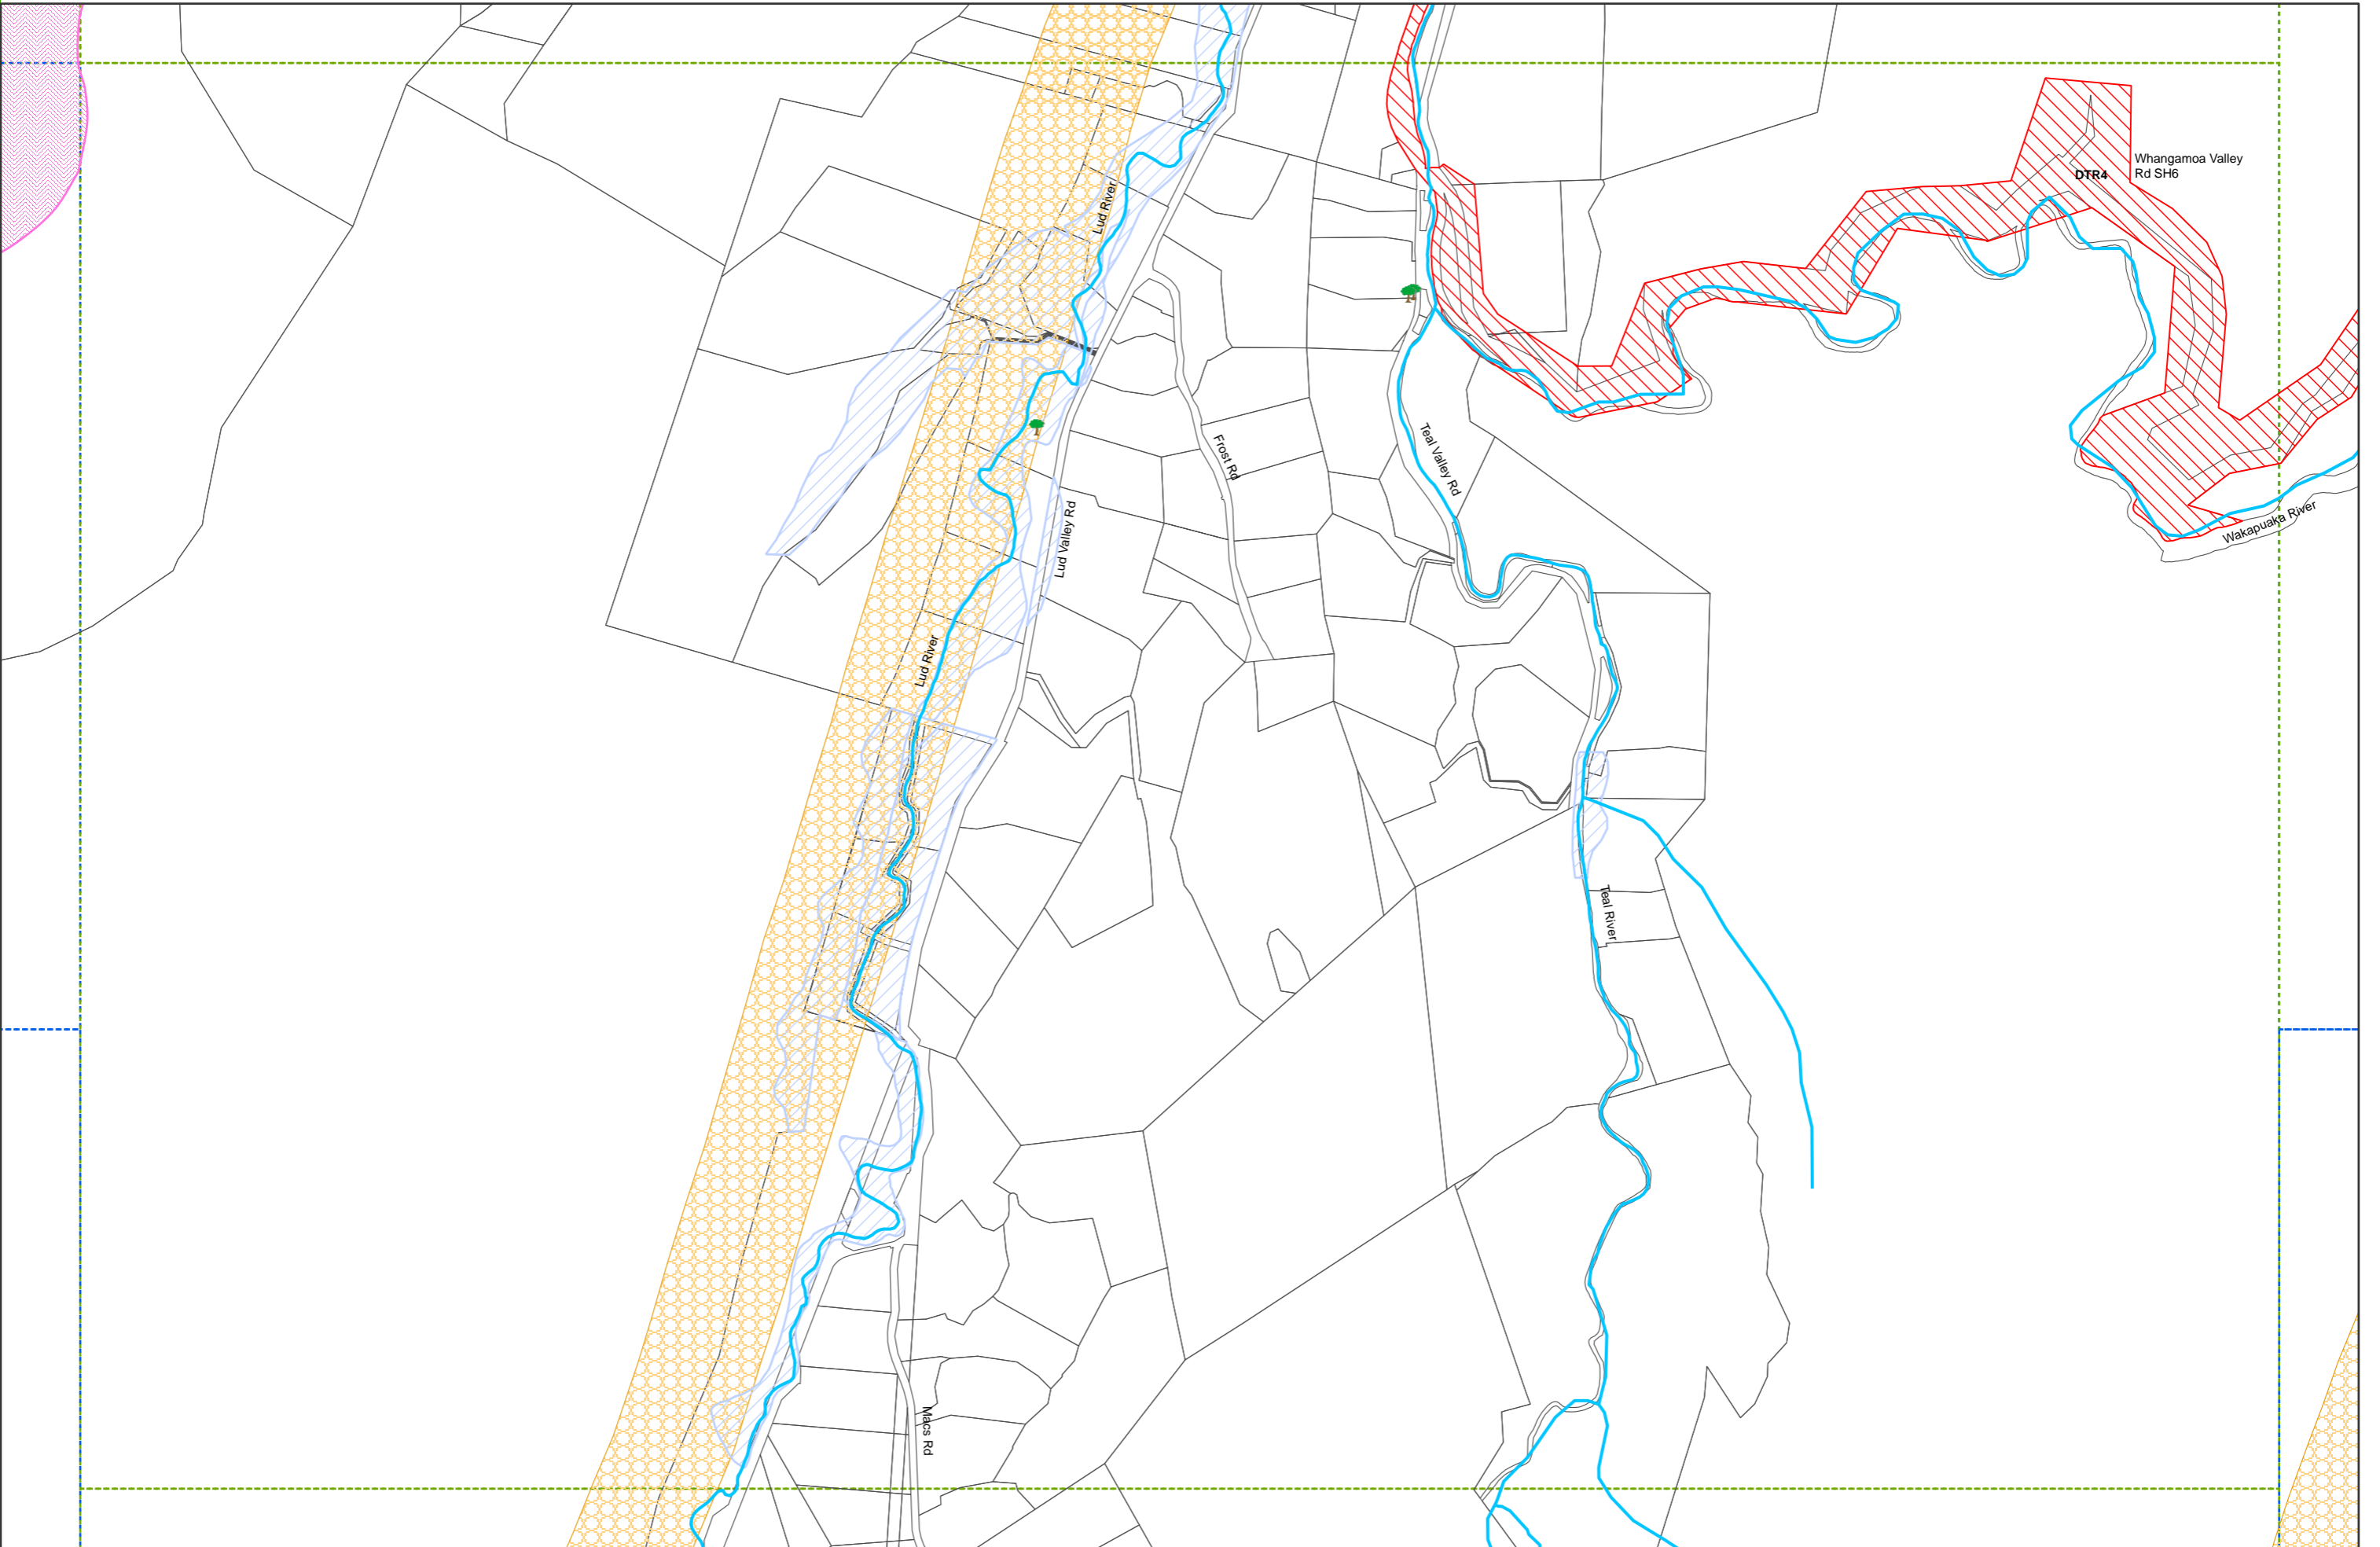 Whangamoa Valley
Rd SH6
DTR4
Lud River
Frost Rd
Teal Valley Rd
Lud Valley Rd
Wakapuaka River
Lud River
Teal River
Macs Rd